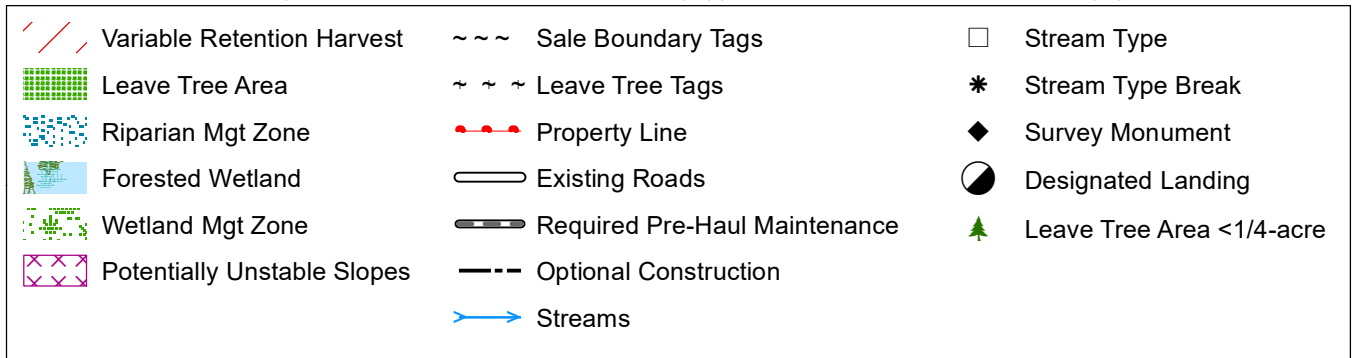 Variable Retention Harvest
Leave Tree Area
Riparian Mgt Zone
Forested Wetland
Wetland Mgt Zone
Potentially Unstable Slopes
Sale Boundary Tags
Leave Tree Tags
Property Line
Existing Roads
Required Pre-Haul Maintenance
Optional Construction
Streams
Stream Type
Stream Type Break
Survey Monument
Designated Landing
Leave Tree Area <1/4-acre